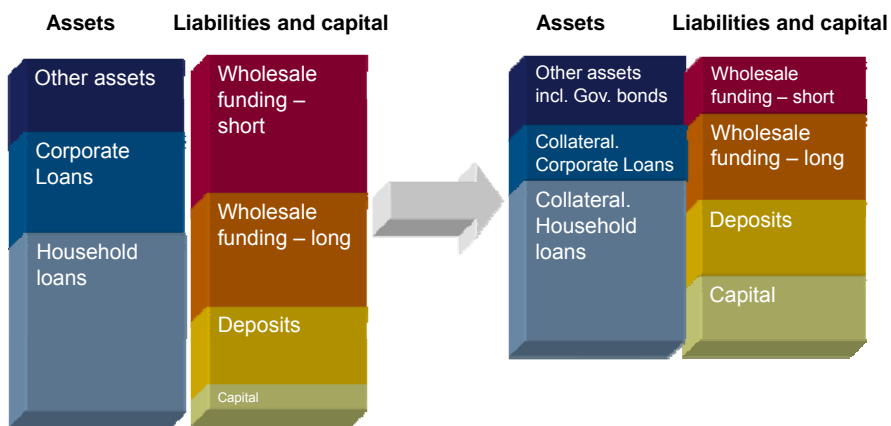 Assets
Liabilities and capital
Other assets
Corporate
Loans
Household
loans
Wholesale
funding –
short
Wholesale
funding – long
Deposits
Capital
Assets
Liabilities and capital
Other assets
incl. Gov. bonds
Collateral.
Corporate Loans
Collateral.
Household
loans
Wholesale
funding – short
Wholesale
funding – long
Deposits
Capital